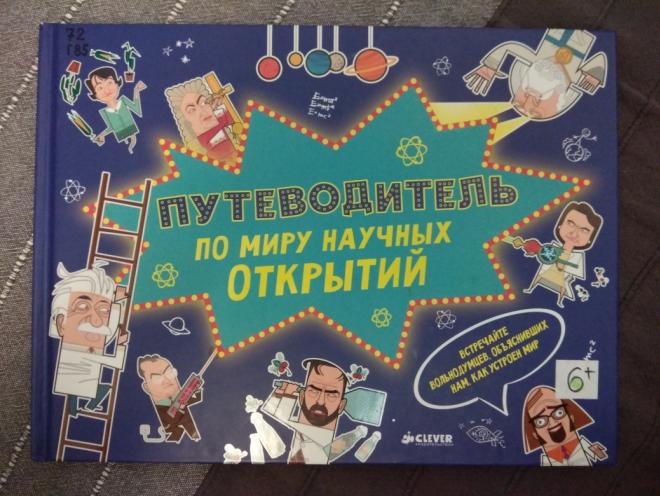 72
Г85
ПУТЕВОДИТЕЛЬ
ПО МИРУ НАУЧНЫХ
ОТКРЫТИЙ
ВСТРЕЧАЙТЕ
ВОЛЬНОДУМЦЕВ, ОБЪЯСНИВШИХ
НАМ, КАК УСТРОЕН МИР
6+
CLEVER